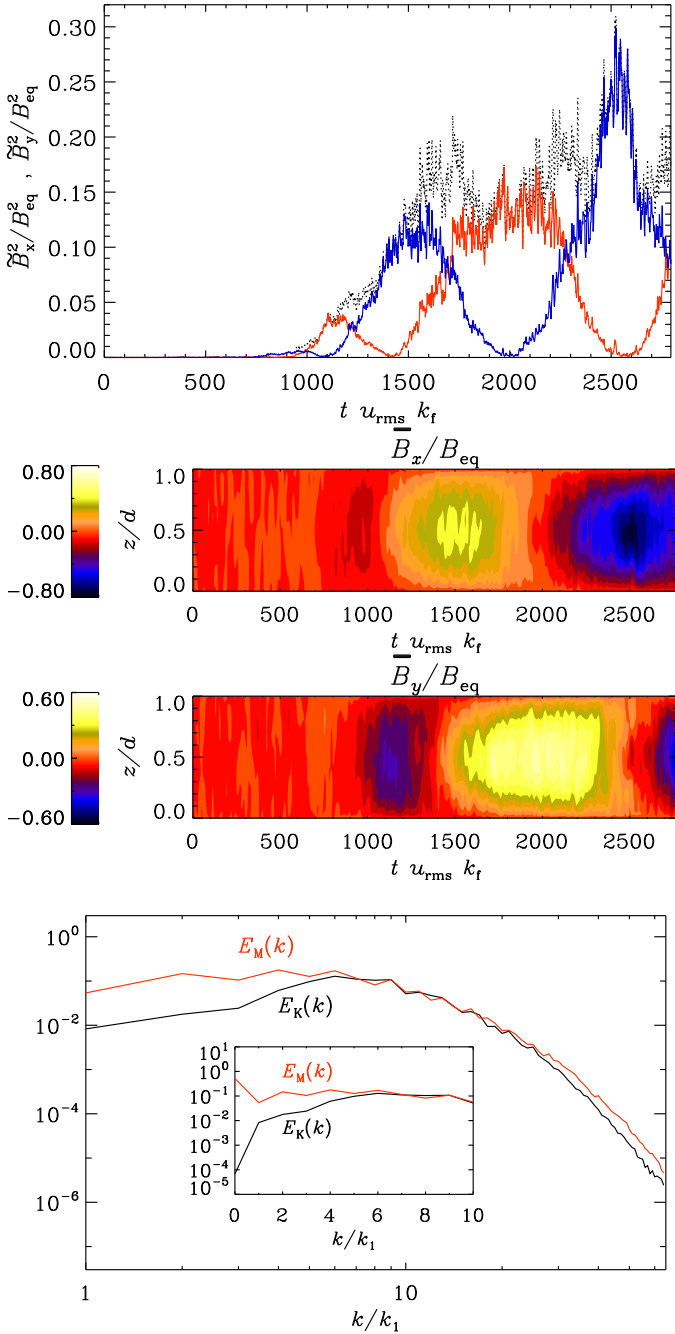 B̃²ₓ/B²eq , B̃²y/B²eq
0.30
0.25
0.20
0.15
0.10
0.05
0.00
0 500 1000 1500 2000 2500
t urms kf
B̅x/Beq
0.80
0.00
−0.80
z/d
1.0
0.5
0.0
0 500 1000 1500 2000 2500
t urms kf
B̅y/Beq
0.60
0.00
−0.60
z/d
1.0
0.5
0.0
0 500 1000 1500 2000 2500
t urms kf
10⁰
10⁻²
10⁻⁴
10⁻⁶
EM(k)
EK(k)
10¹
10⁰
10⁻¹
10⁻²
10⁻³
10⁻⁴
10⁻⁵
EM(k)
EK(k)
0 2 4 6 8 10
k/k₁
1 10
k/k₁